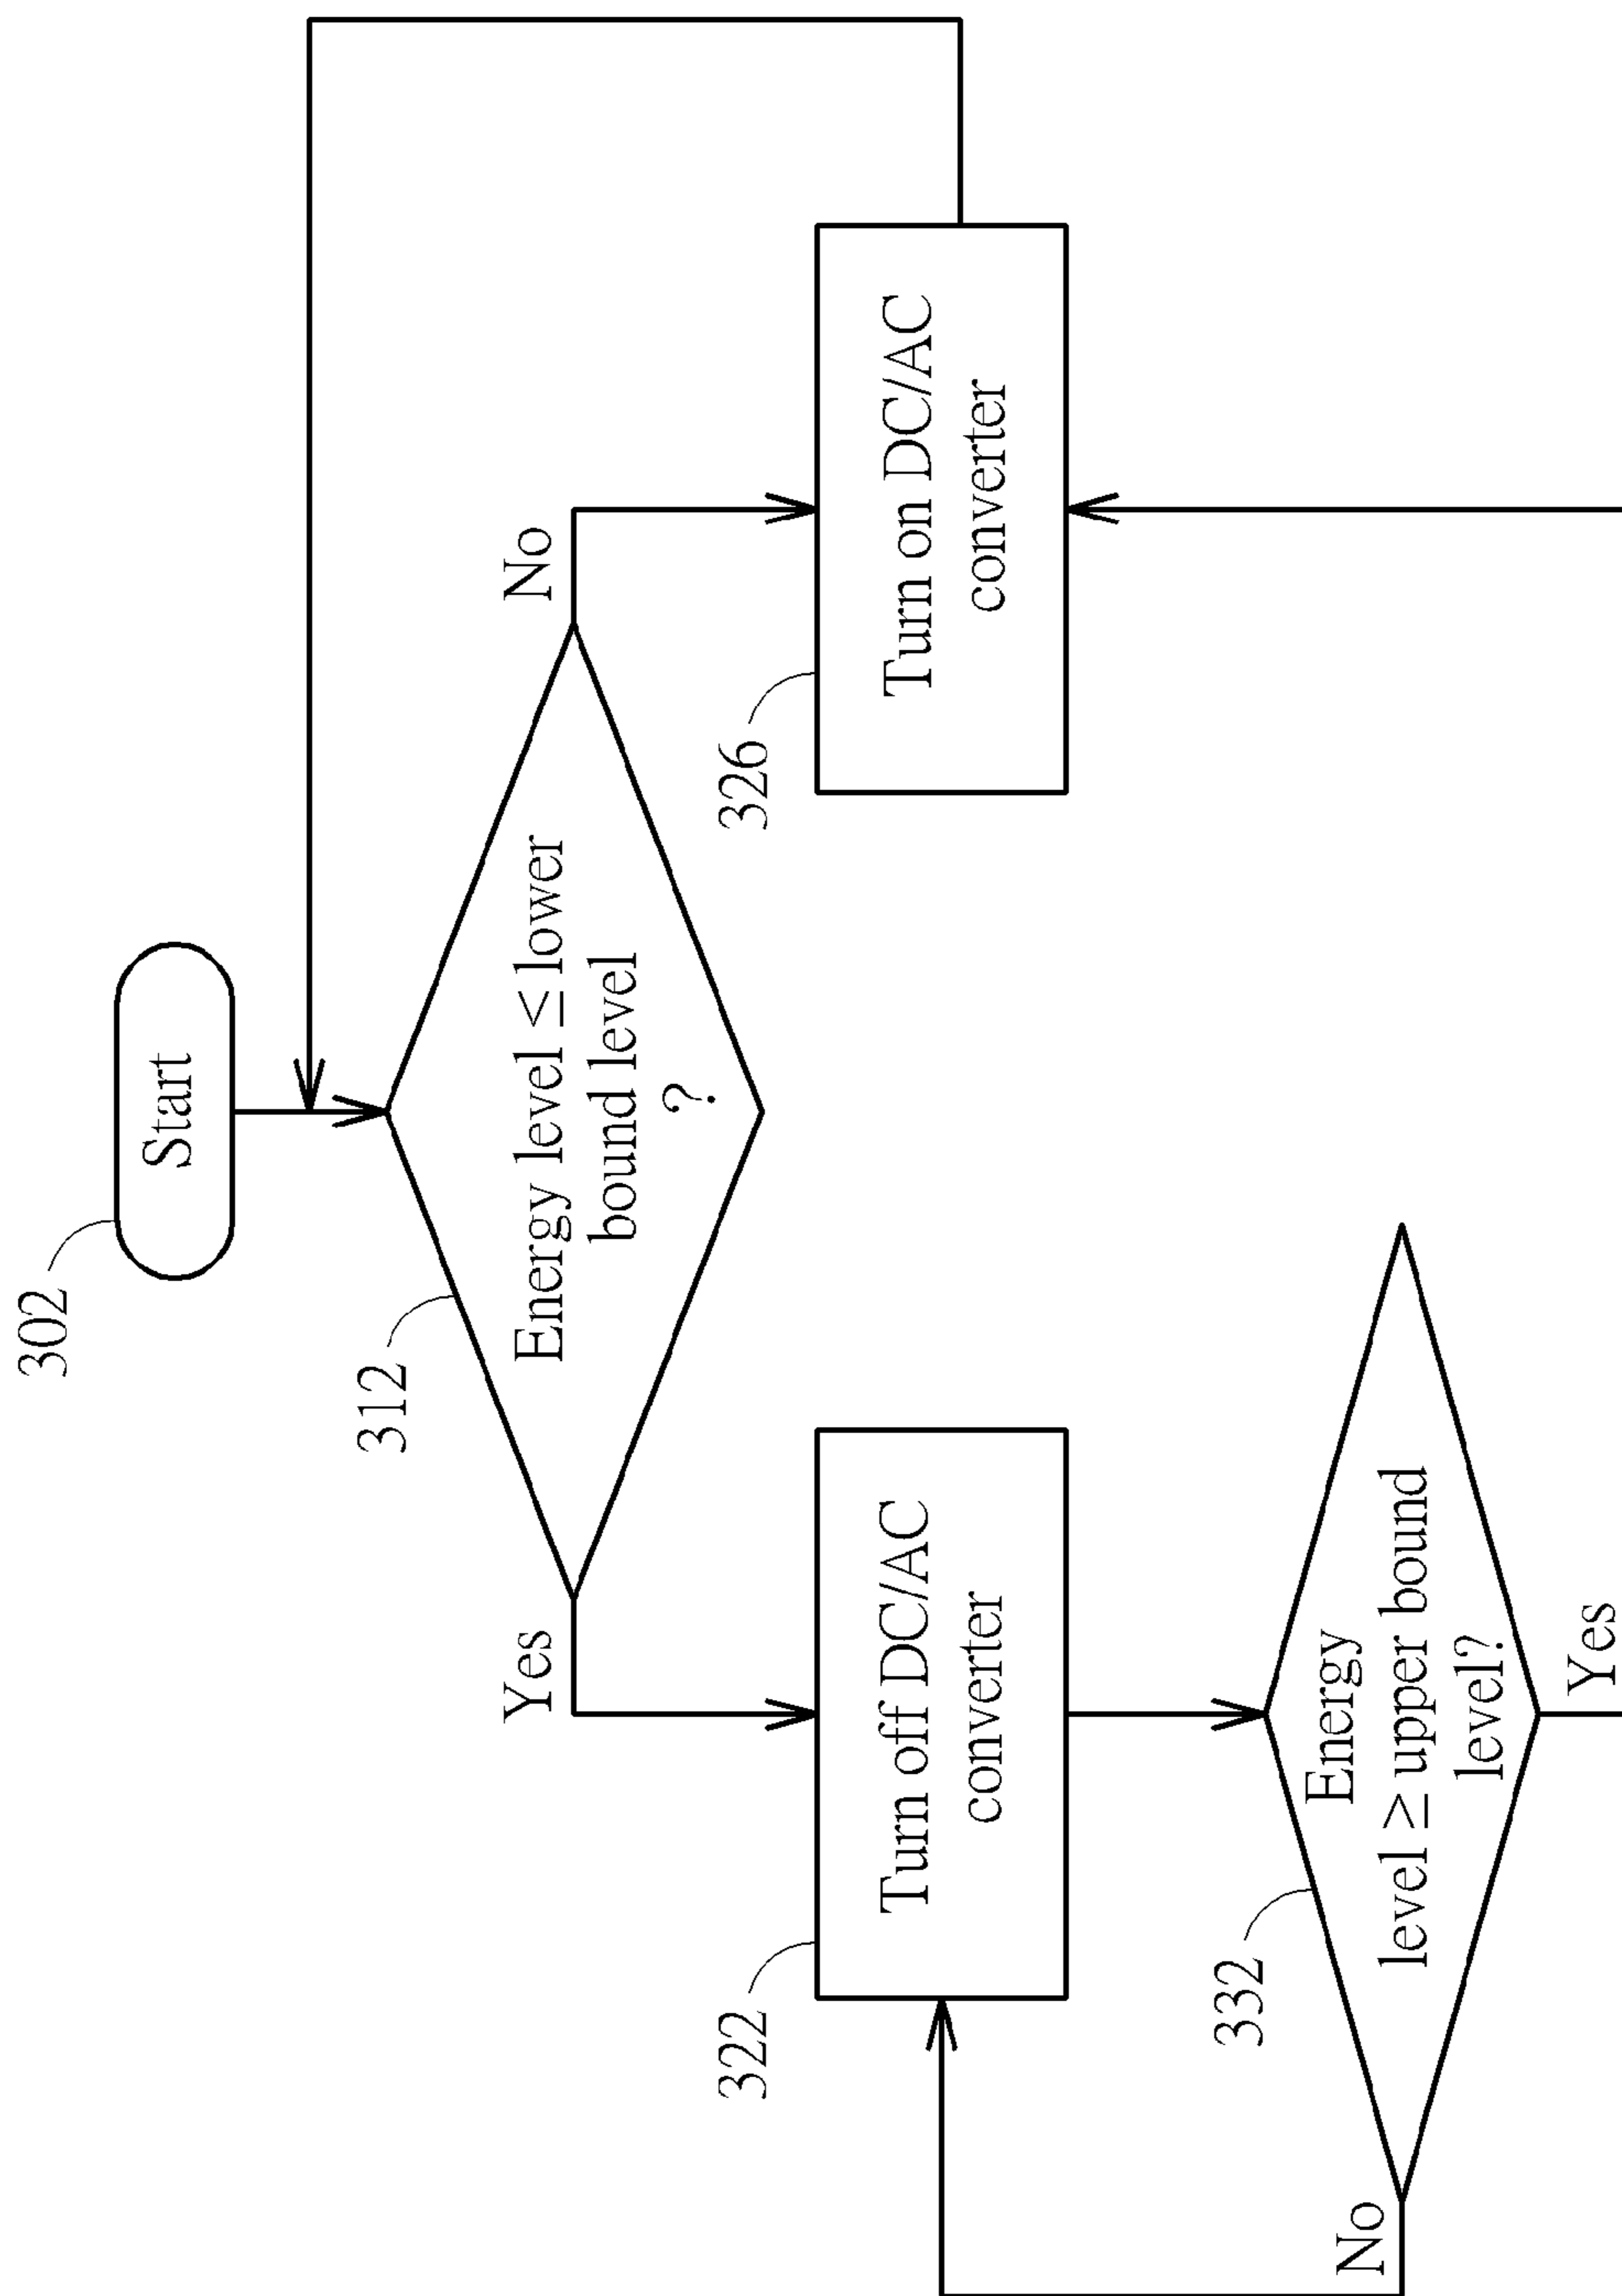 302
Start
312
Energy level ≤ lower
bound level
?
Yes
No
322
Turn off DC/AC
converter
326
Turn on DC/AC
converter
332
Energy
level ≥ upper bound
level?
No
Yes